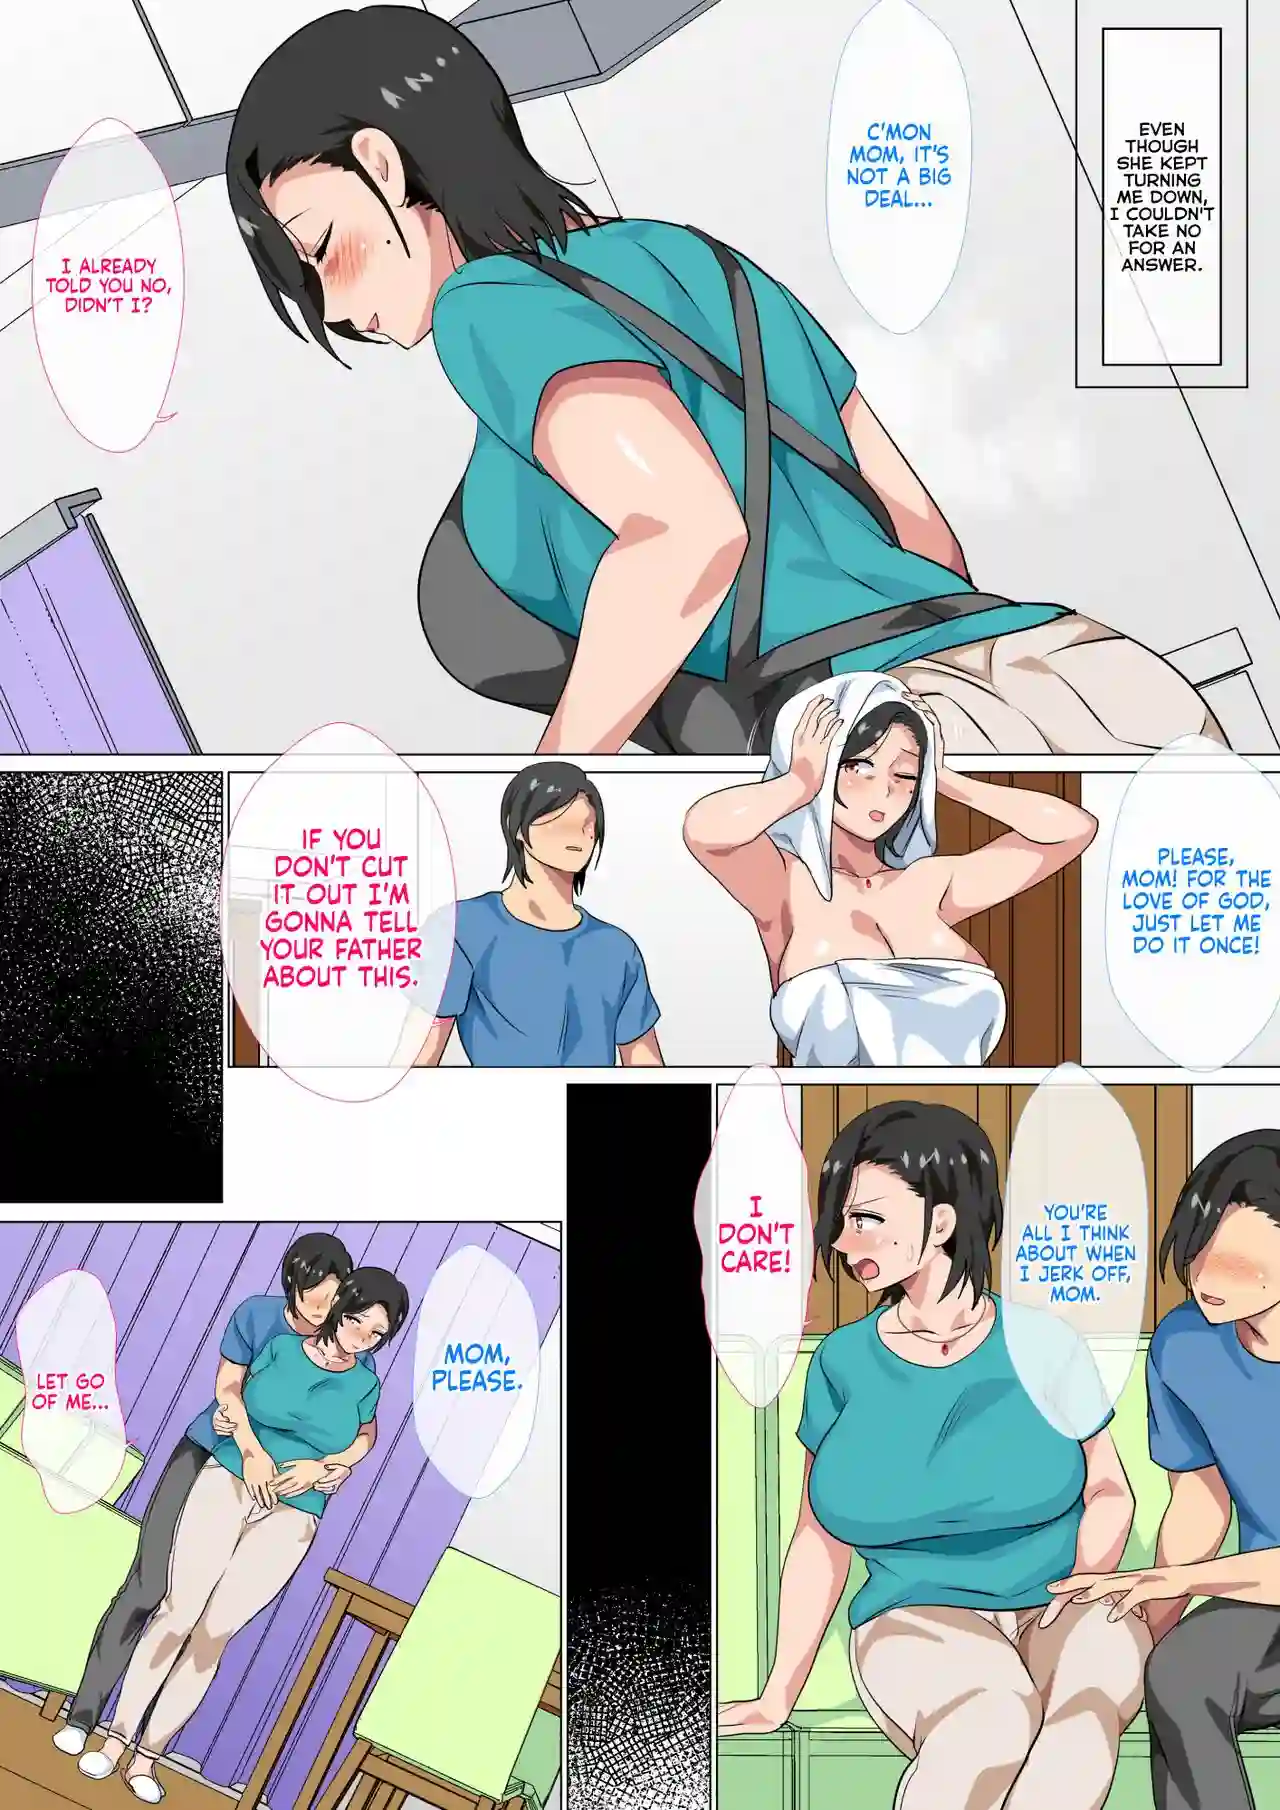 EVEN
THOUGH
SHE KEPT
TURNING
ME DOWN,
I COULDN'T
TAKE NO
FOR AN
ANSWER.
C'MON
MOM, IT'S
NOT A BIG
DEAL...
I ALREADY
TOLD YOU NO,
DIDN'T I?
PLEASE,
MOM! FOR THE
LOVE OF GOD,
JUST LET ME
DO IT ONCE!
IF YOU
DON'T CUT
IT OUT I'M
GONNA TELL
YOUR FATHER
ABOUT THIS.
YOU'RE
ALL I THINK
ABOUT WHEN
I JERK OFF,
MOM.
I
DON'T
CARE!
MOM,
PLEASE.
LET GO
OF ME...